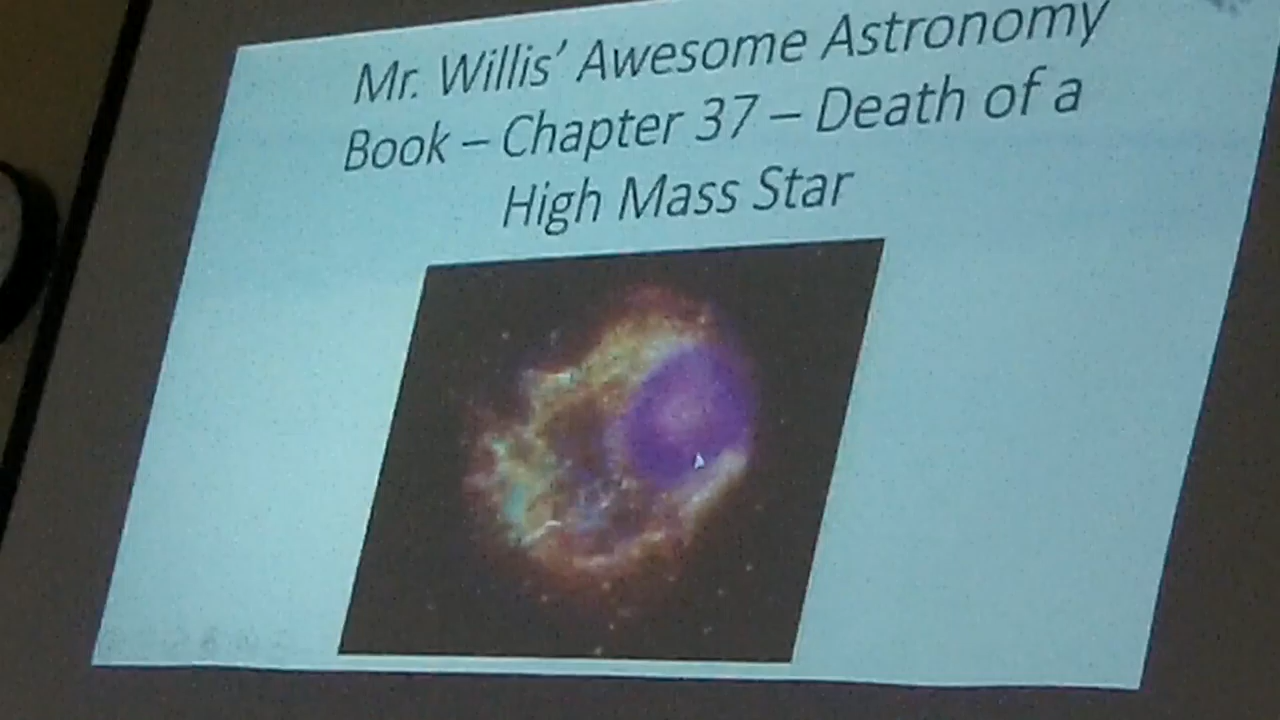 Mr. Willis’ Awesome Astronomy
Book – Chapter 37 – Death of a
High Mass Star